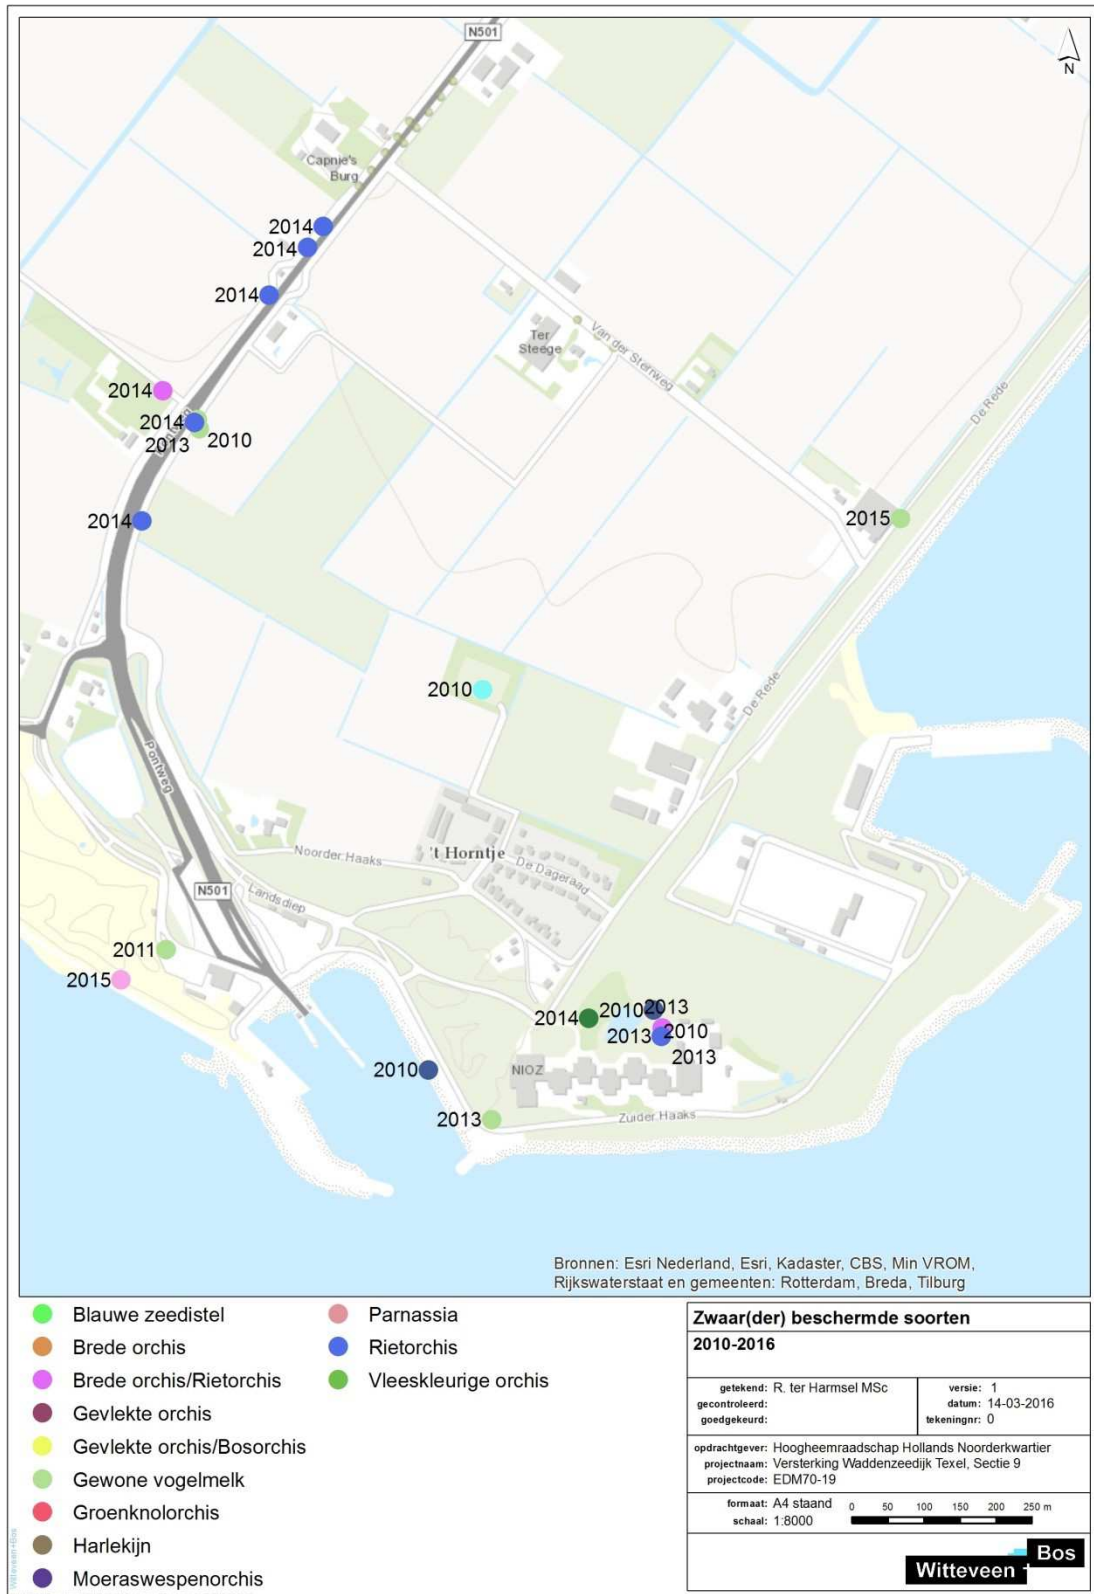 N501
N
Capnie's
Burg
2014
2014
2014
Ter
Steege
Van der Sterrweg
De Rede
2014
2014
2013
2010
2014
2015
2010
De Rede
Pontweg
't Horntje
Noorder Haaks
De Dageraad
N501
Landsdiep
2011
2015
2014
2010
2013
2013
2010
2013
2010
NIOZ
2013
Zuider Haaks
Bronnen: Esri Nederland, Esri, Kadaster, CBS, Min VROM,
Rijkswaterstaat en gemeenten: Rotterdam, Breda, Tilburg
Blauwe zeedistel
Brede orchis
Brede orchis/Rietorchis
Gevlekte orchis
Gevlekte orchis/Bosorchis
Gewone vogelmelk
Groenknolorchis
Harlekijn
Moeraswespenorchis
Parnassia
Rietorchis
Vleeskleurige orchis
Zwaar(der) beschermde soorten
2010-2016
getekend: R. ter Harmsel MSc
gecontroleerd:
goedgekeurd:
versie: 1
datum: 14-03-2016
tekeningnr: 0
opdrachtgever: Hoogheemraadschap Hollands Noorderkwartier
projectnaam: Versterking Waddenzeedijk Texel, Sectie 9
projectcode: EDM70-19
formaat: A4 staand
schaal: 1:8000
0 50 100 150 200 250 m
Witteveen + Bos
Witteveen+Bos